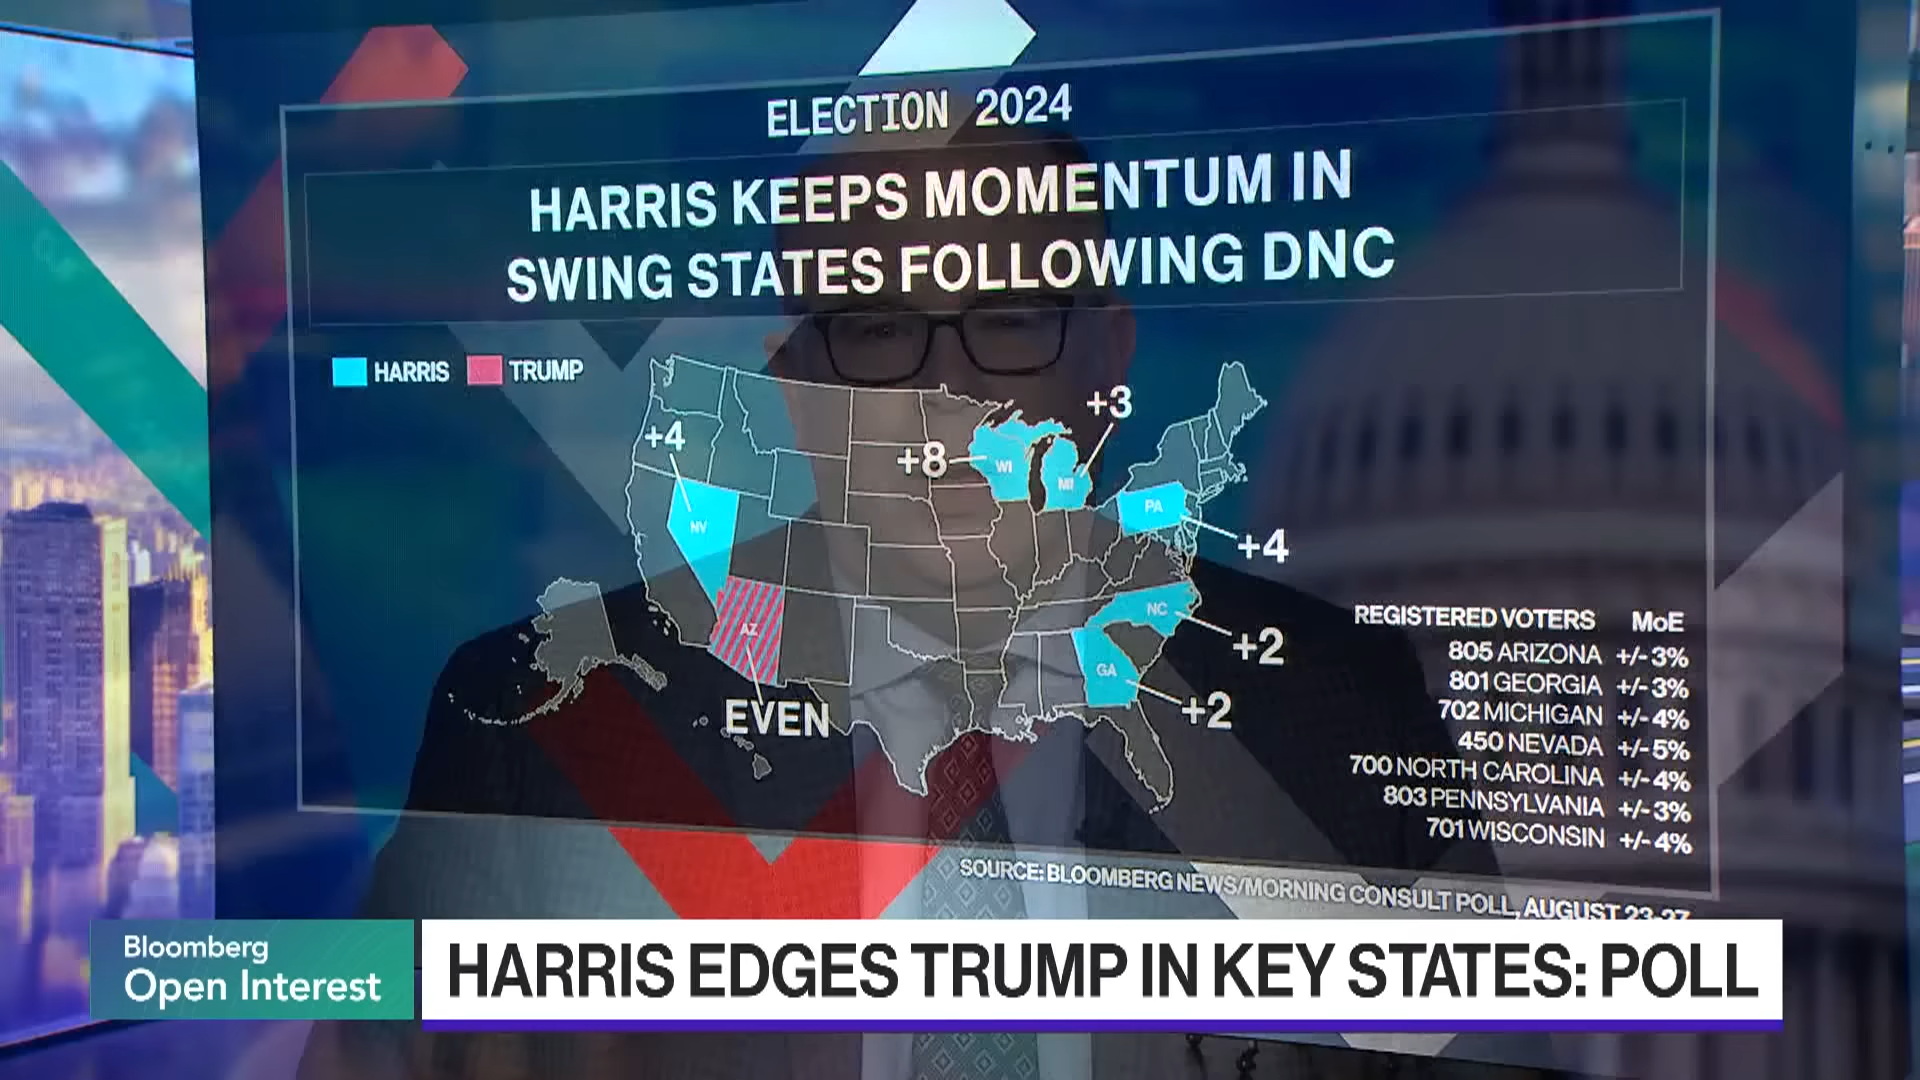 ELECTION 2024
HARRIS KEEPS MOMENTUM IN
SWING STATES FOLLOWING DNC
HARRIS TRUMP
+3
+4
+8
WI
MI
NV
PA
+4
AZ
NC
+2
GA
+2
EVEN
REGISTERED VOTERS MoE
805 ARIZONA +/- 3%
801 GEORGIA +/- 3%
702 MICHIGAN +/- 4%
450 NEVADA +/- 5%
700 NORTH CAROLINA +/- 4%
803 PENNSYLVANIA +/- 3%
701 WISCONSIN +/- 4%
SOURCE: BLOOMBERG NEWS/MORNING CONSULT POLL, AUGUST 23-27
Bloomberg
Open Interest
HARRIS EDGES TRUMP IN KEY STATES: POLL